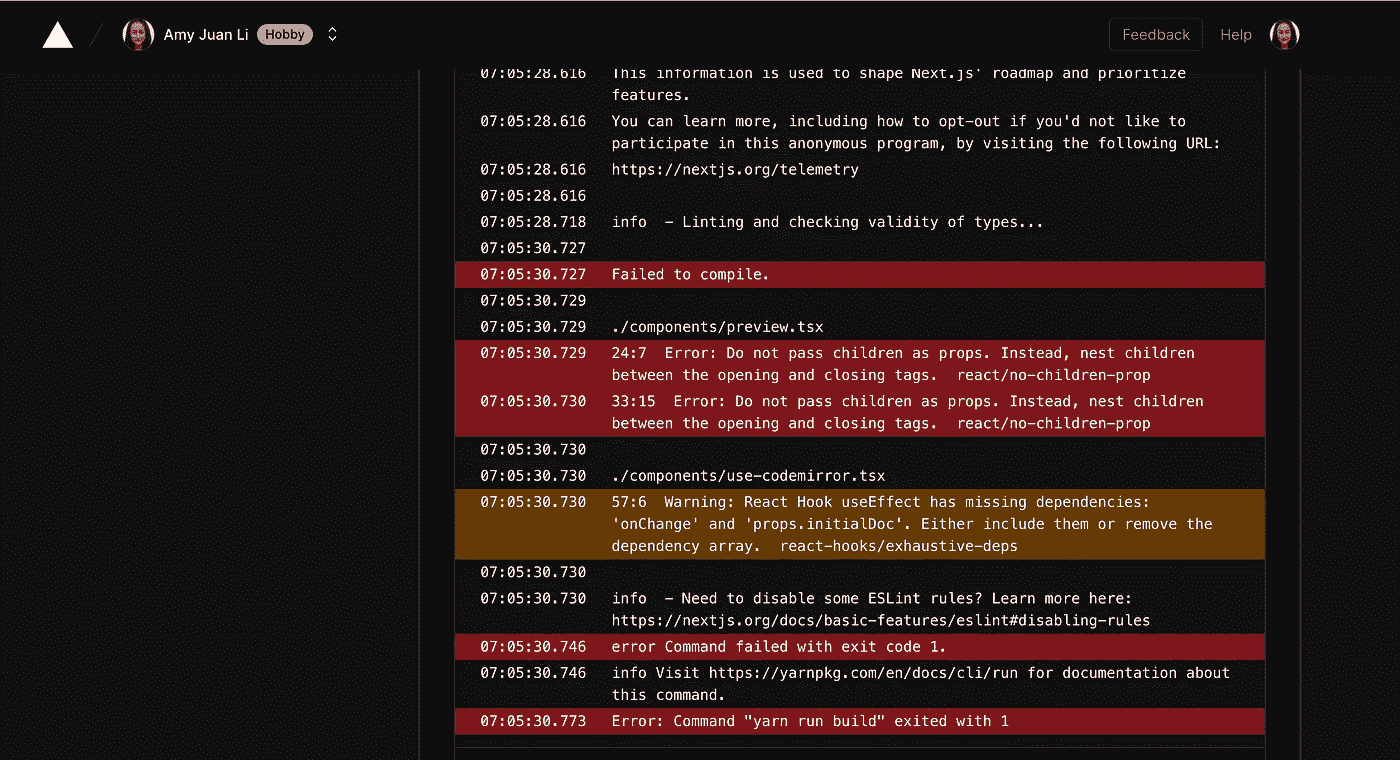 Amy Juan Li Hobby
Feedback Help
07:05:28.616 This information is used to shape Next.js' roadmap and prioritize
features.
07:05:28.616 You can learn more, including how to opt-out if you'd not like to
participate in this anonymous program, by visiting the following URL:
07:05:28.616 https://nextjs.org/telemetry
07:05:28.616
07:05:28.718 info  - Linting and checking validity of types...
07:05:30.727
07:05:30.727 Failed to compile.
07:05:30.729
07:05:30.729 ./components/preview.tsx
07:05:30.729 24:7  Error: Do not pass children as props. Instead, nest children
between the opening and closing tags.  react/no-children-prop
07:05:30.730 33:15  Error: Do not pass children as props. Instead, nest children
between the opening and closing tags.  react/no-children-prop
07:05:30.730
07:05:30.730 ./components/use-codemirror.tsx
07:05:30.730 57:6  Warning: React Hook useEffect has missing dependencies:
'onChange' and 'props.initialDoc'. Either include them or remove the
dependency array.  react-hooks/exhaustive-deps
07:05:30.730
07:05:30.730 info  - Need to disable some ESLint rules? Learn more here:
https://nextjs.org/docs/basic-features/eslint#disabling-rules
07:05:30.746 error Command failed with exit code 1.
07:05:30.746 info Visit https://yarnpkg.com/en/docs/cli/run for documentation about
this command.
07:05:30.773 Error: Command "yarn run build" exited with 1